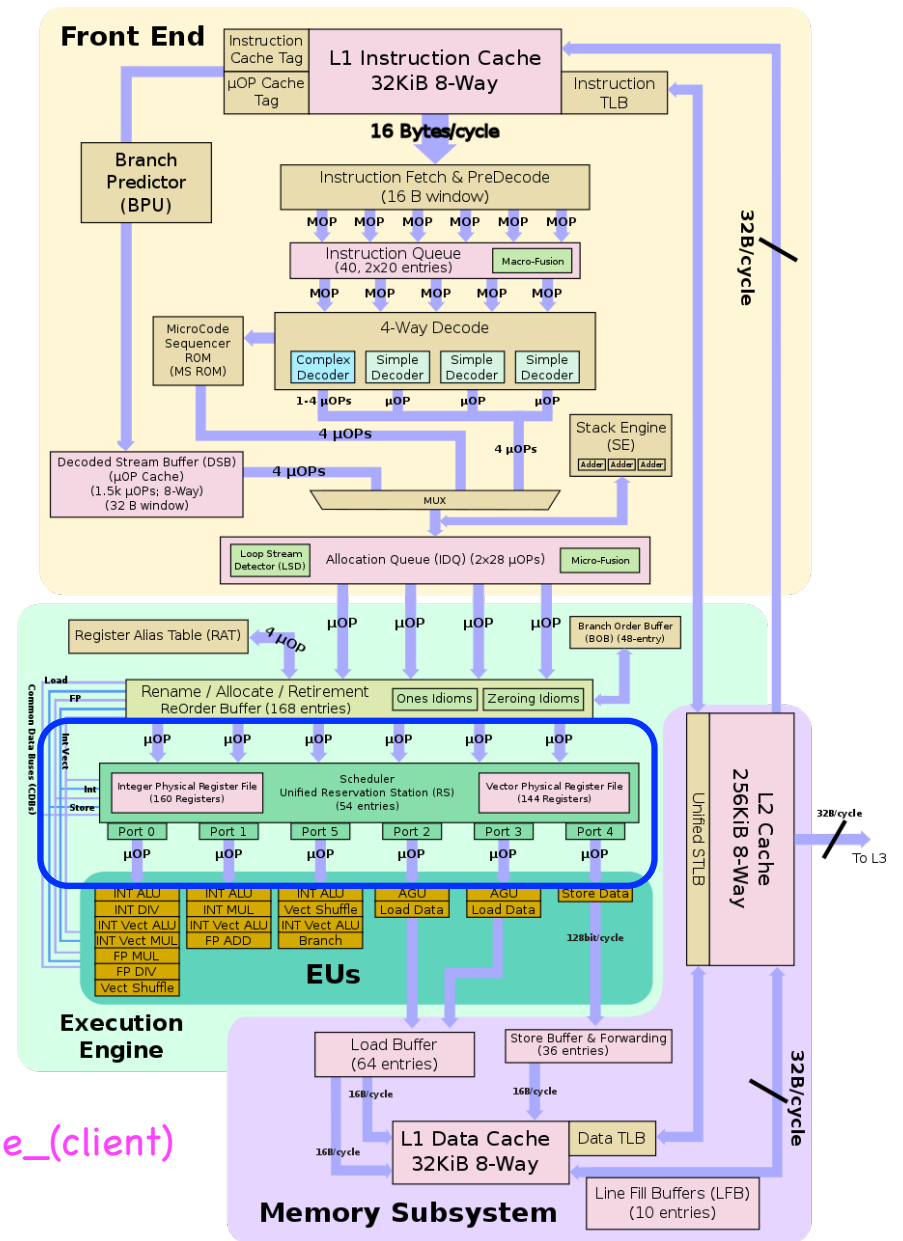 Front End
Instruction
Cache Tag
µOP Cache
Tag
L1 Instruction Cache
32KiB 8-Way
Instruction
TLB
16 Bytes/cycle
Branch
Predictor
(BPU)
Instruction Fetch & PreDecode
(16 B window)
MOP MOP MOP MOP MOP MOP
Instruction Queue
(40, 2x20 entries)
Macro-Fusion
32B/cycle
MOP MOP MOP MOP MOP
4-Way Decode
MicroCode
Sequencer
ROM
(MS ROM)
Complex
Decoder
Simple
Decoder
Simple
Decoder
Simple
Decoder
1-4 µOPs µOP µOP µOP
4 µOPs
4 µOPs
Stack Engine
(SE)
Adder Adder Adder
Decoded Stream Buffer (DSB)
(µOP Cache)
(1.5k µOPs; 8-Way)
(32 B window)
4 µOPs
MUX
Loop Stream
Detector (LSD)
Allocation Queue (IDQ) (2x28 µOPs)
Micro-Fusion
µOP µOP µOP µOP
Register Alias Table (RAT)
4 µOP
Branch Order Buffer
(BOB) (48-entry)
Rename / Allocate / Retirement
ReOrder Buffer (168 entries)
Ones Idioms
Zeroing Idioms
Common Data Buses (CDBs)
Load
FP
Int Vect
Int
Store
µOP µOP µOP µOP µOP µOP
Integer Physical Register File
(160 Registers)
Scheduler
Unified Reservation Station (RS)
(54 entries)
Vector Physical Register File
(144 Registers)
Port 0 Port 1 Port 5 Port 2 Port 3 Port 4
µOP µOP µOP µOP µOP µOP
INT ALU
INT DIV
INT Vect ALU
INT Vect MUL
FP MUL
FP DIV
Vect Shuffle
INT ALU
INT MUL
INT Vect ALU
FP ADD
INT ALU
Vect Shuffle
INT Vect ALU
Branch
AGU
Load Data
AGU
Load Data
Store Data
128bit/cycle
EUs
Execution
Engine
Unified STLB
L2 Cache
256KiB 8-Way
32B/cycle
To L3
Load Buffer
(64 entries)
Store Buffer & Forwarding
(36 entries)
16B/cycle
16B/cycle
16B/cycle
32B/cycle
L1 Data Cache
32KiB 8-Way
Data TLB
Line Fill Buffers (LFB)
(10 entries)
Memory Subsystem
e_(client)